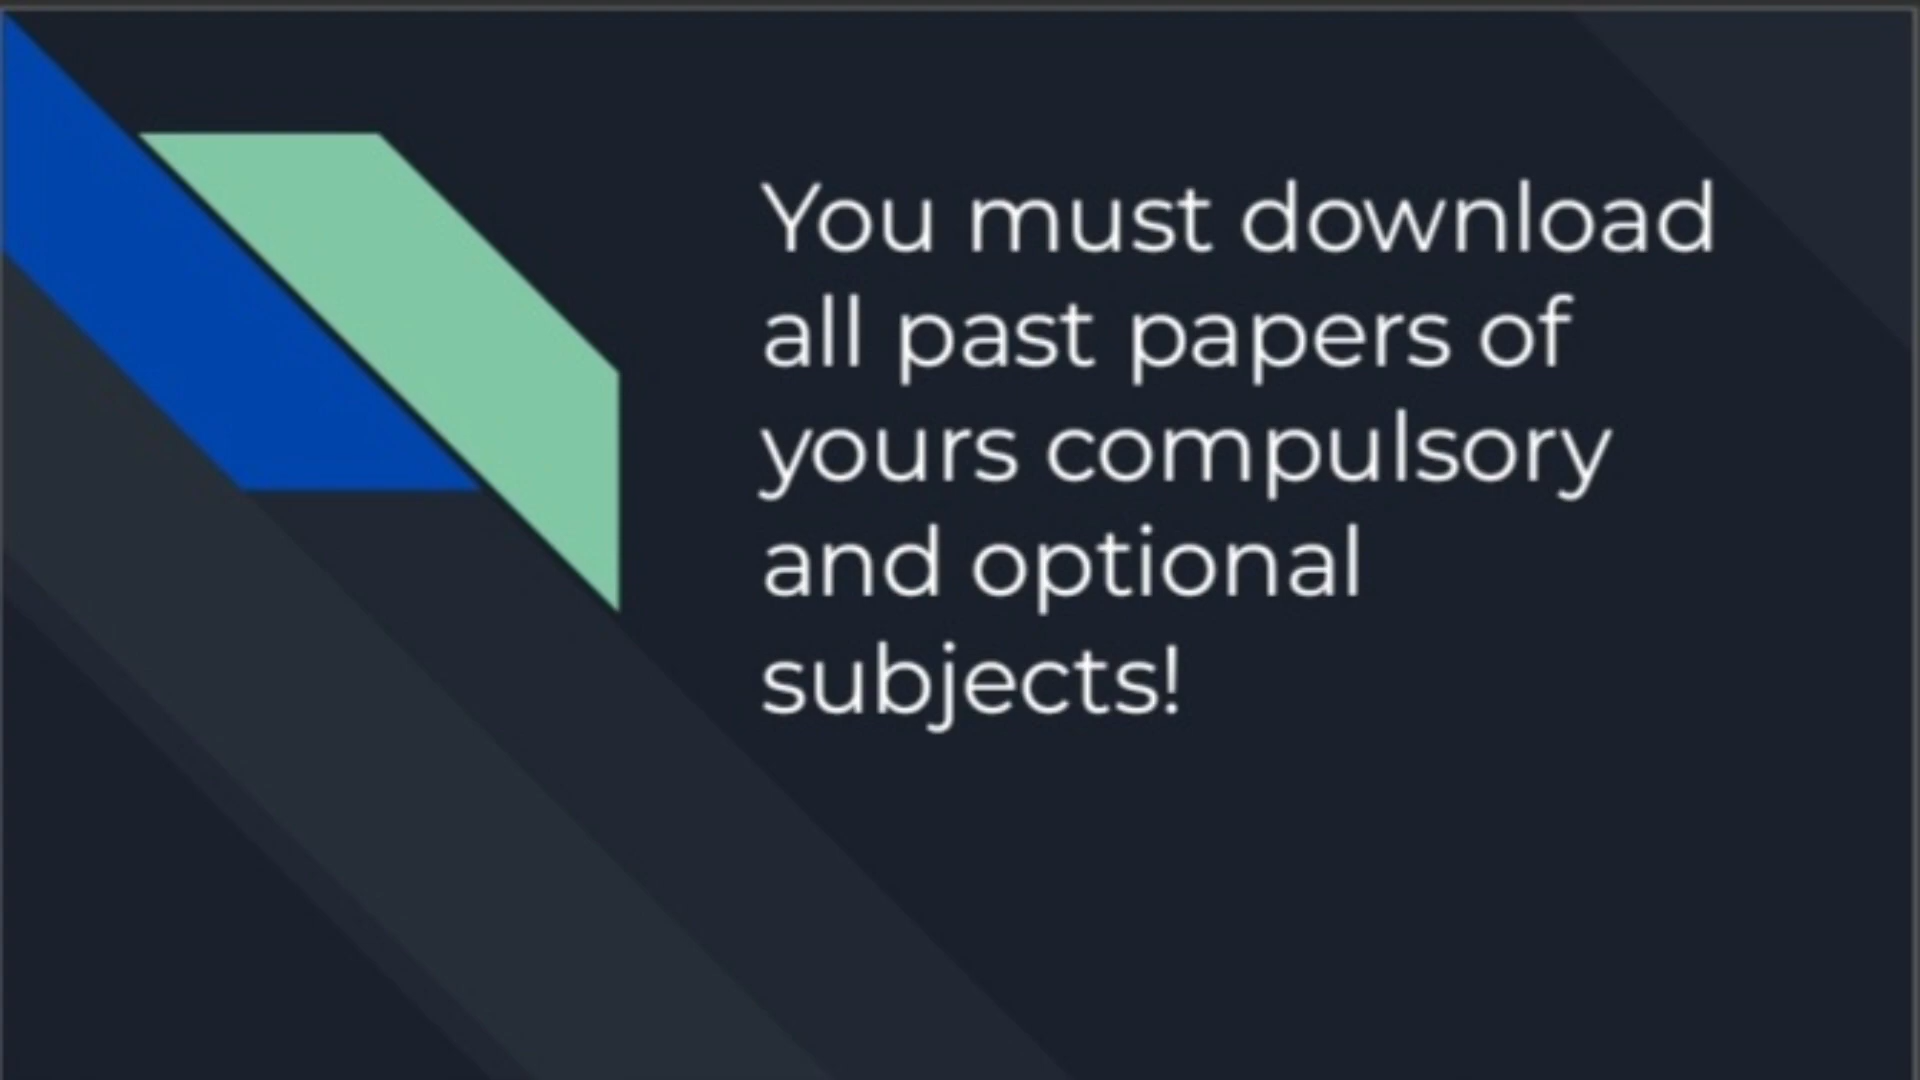 You must download
all past papers of
yours compulsory
and optional
subjects!